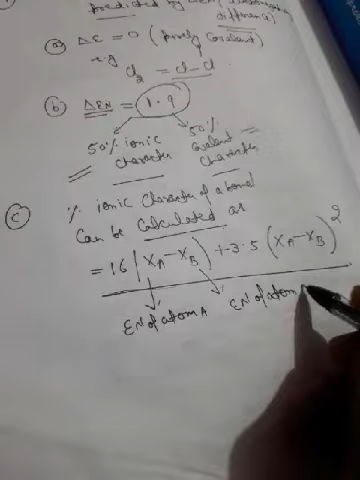 predicted by
difference)
(a) ΔE = 0 (purely covalent)
e.g
Cl2 = Cl-Cl
(b) ΔEN = 1.9
50% ionic character
50% covalent character
(c) % ionic character of a bond
can be calculated as
= 16(XA-XB) + 3.5 (XA-XB)2
EN of atom A
EN of atom